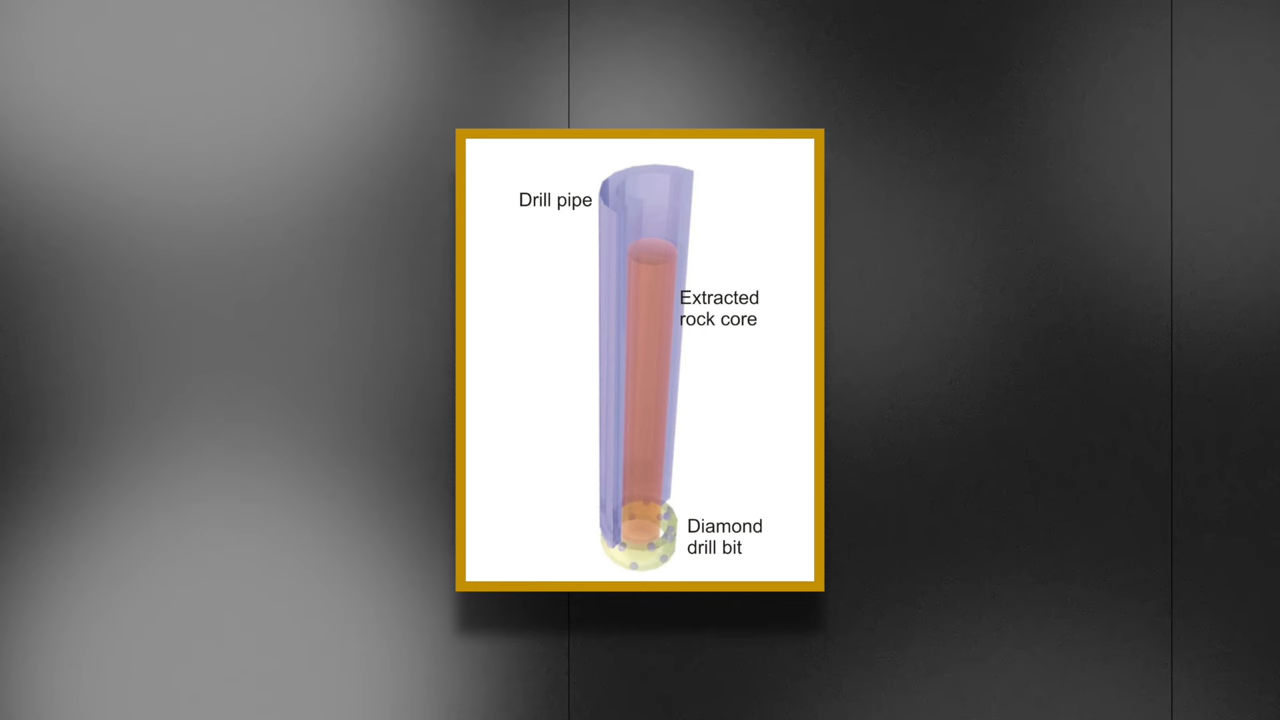 Drill pipe
Extracted
rock core
Diamond
drill bit